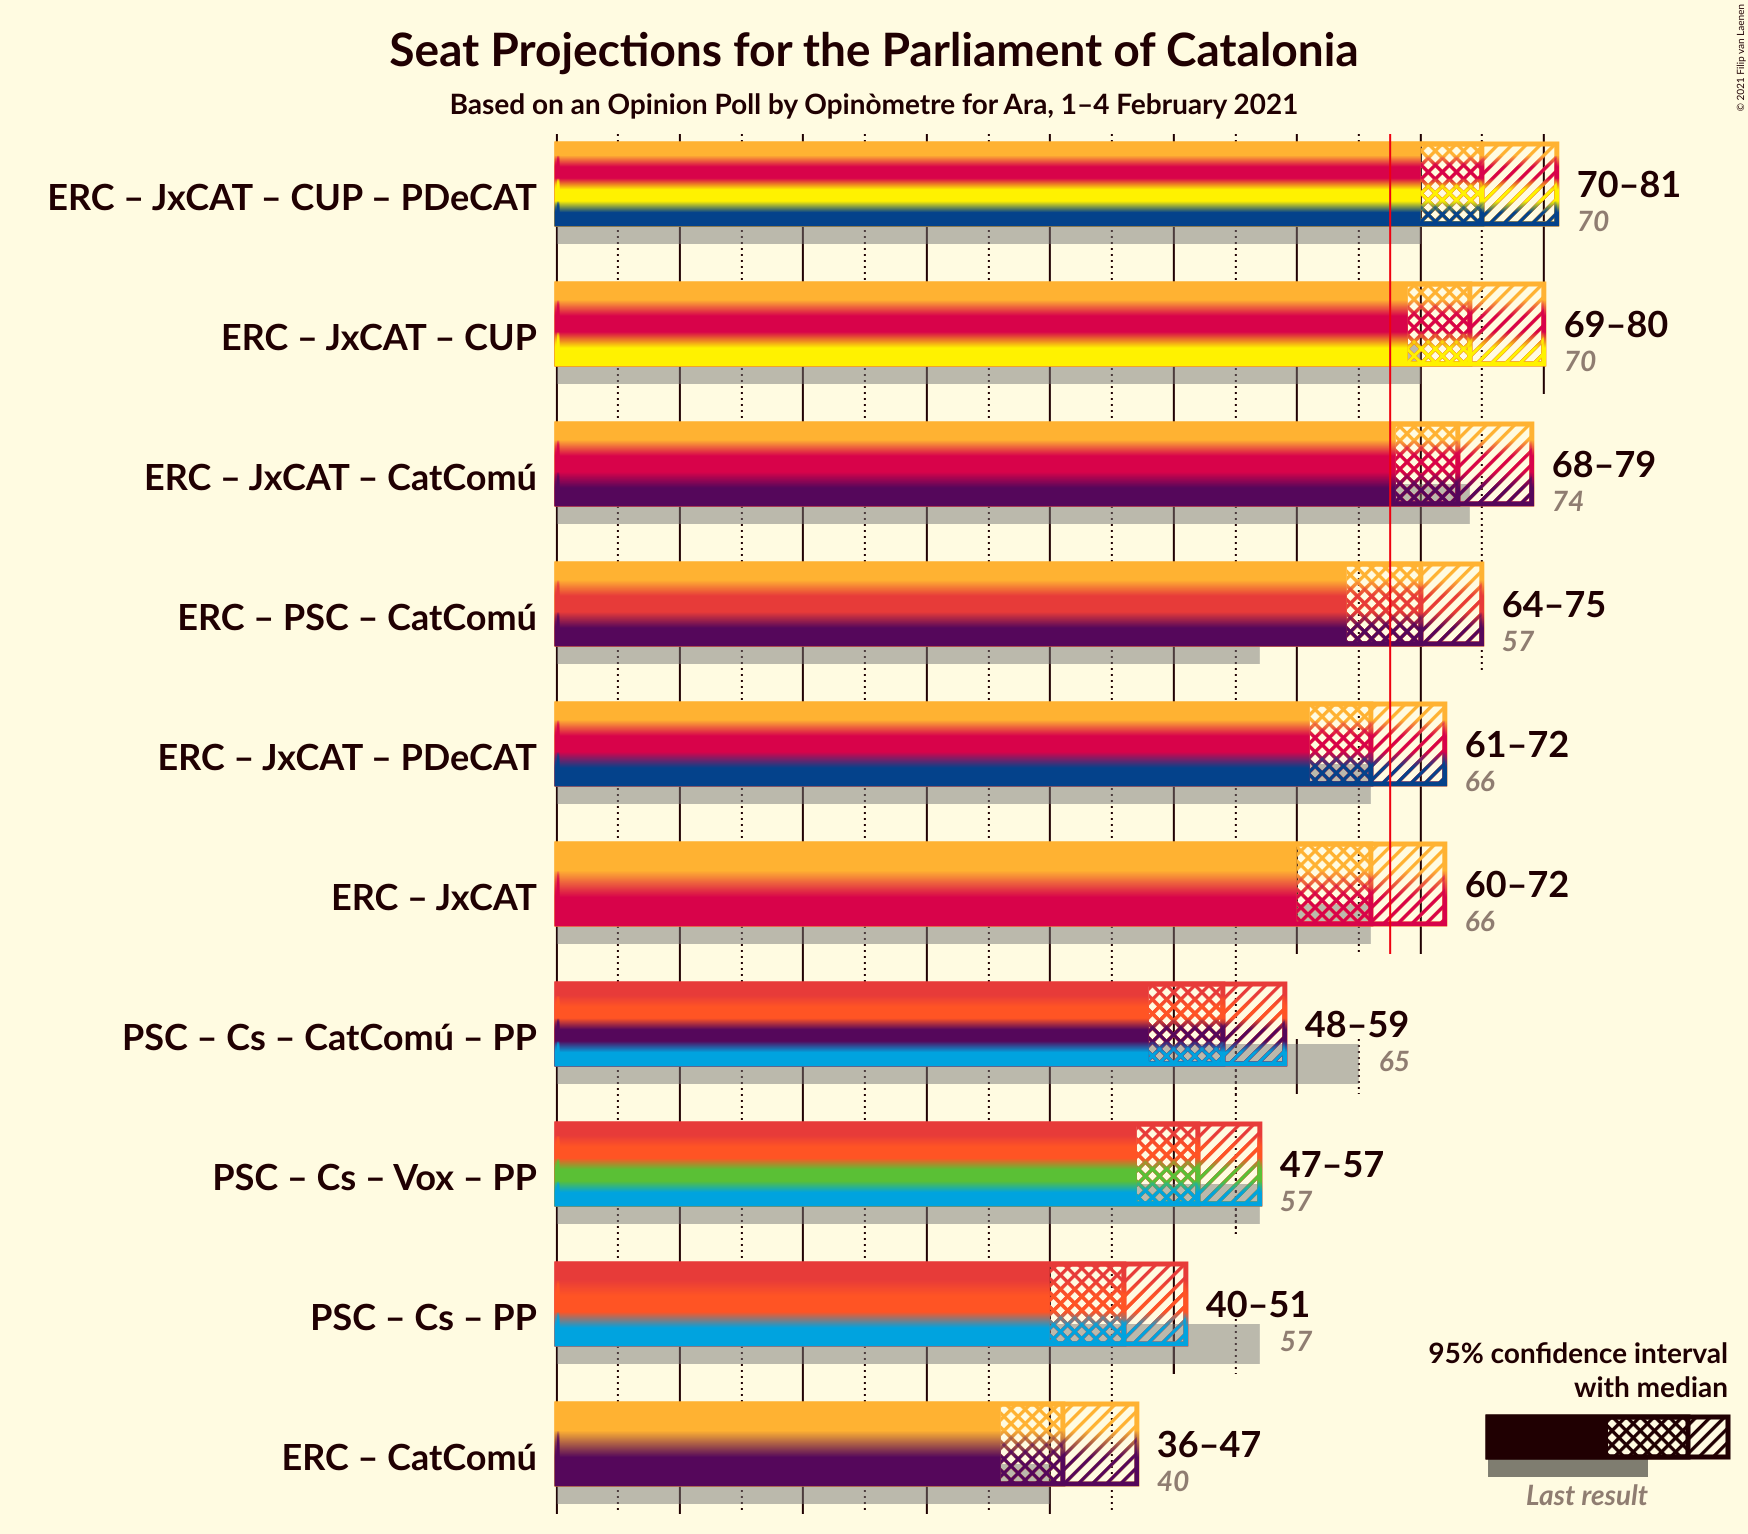 Seat Projections for the Parliament of Catalonia
Based on an Opinion Poll by Opinòmetre for Ara, 1–4 February 2021
© 2021 Filip van Laenen
ERC – JxCAT – CUP – PDeCAT
70–81
70
ERC – JxCAT – CUP
69–80
70
ERC – JxCAT – CatComú
68–79
74
ERC – PSC – CatComú
64–75
57
ERC – JxCAT – PDeCAT
61–72
66
ERC – JxCAT
60–72
66
PSC – Cs – CatComú – PP
48–59
65
PSC – Cs – Vox – PP
47–57
57
PSC – Cs – PP
40–51
57
ERC – CatComú
36–47
40
95% confidence interval
with median
Last result